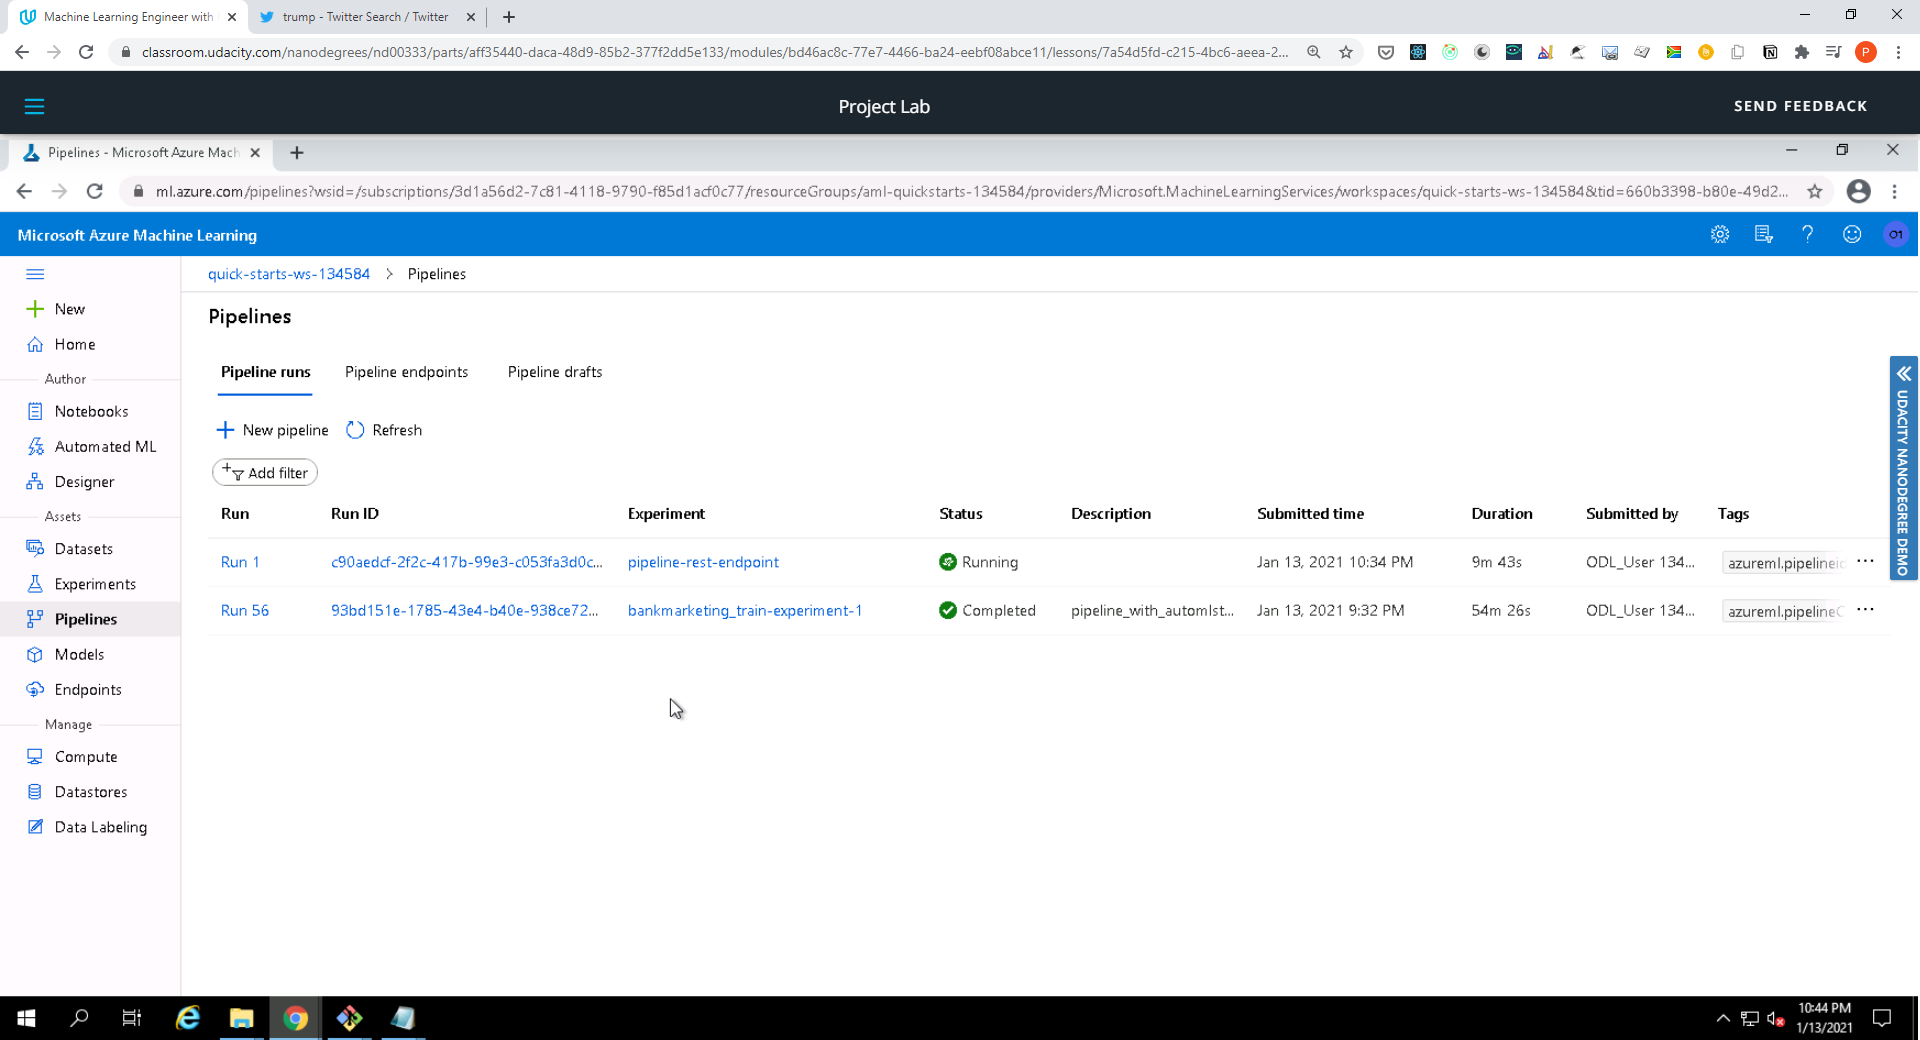 Machine Learning Engineer with
trump - Twitter Search / Twitter
classroom.udacity.com/nanodegrees/nd00333/parts/aff35440-daca-48d9-85b2-377f2dd5e133/modules/bd46ac8c-77e7-4466-ba24-eebf08abce11/lessons/7a54d5fd-c215-4bc6-aeea-2...
P
Project Lab
SEND FEEDBACK
Pipelines - Microsoft Azure Mach
ml.azure.com/pipelines?wsid=/subscriptions/3d1a56d2-7c81-4118-9790-f85d1acf0c77/resourceGroups/aml-quickstarts-134584/providers/Microsoft.MachineLearningServices/workspaces/quick-starts-ws-134584&tid=660b3398-b80e-49d2...
Microsoft Azure Machine Learning
O1
quick-starts-ws-134584 > Pipelines
New
Home
Author
Notebooks
Automated ML
Designer
Assets
Datasets
Experiments
Pipelines
Models
Endpoints
Manage
Compute
Datastores
Data Labeling
Pipelines
Pipeline runs Pipeline endpoints Pipeline drafts
New pipeline Refresh
Add filter
Run Run ID Experiment Status Description Submitted time Duration Submitted by Tags
Run 1 c90aedcf-2f2c-417b-99e3-c053fa3d0c... pipeline-rest-endpoint Running Jan 13, 2021 10:34 PM 9m 43s ODL_User 134... azureml.pipelineid ...
Run 56 93bd151e-1785-43e4-b40e-938ce72... bankmarketing_train-experiment-1 Completed pipeline_with_automlst... Jan 13, 2021 9:32 PM 54m 26s ODL_User 134... azureml.pipelineC ...
UDACITY NANODEGREE DEMO
10:44 PM
1/13/2021